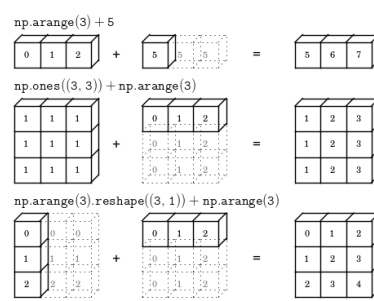 np.arange(3) + 5
0 1 2 + 5 5 5 = 5 6 7
np.ones((3, 3)) + np.arange(3)
1 1 1 0 1 2 1 2 3
1 1 1 + 0 1 2 = 1 2 3
1 1 1 0 1 2 1 2 3
np.arange(3).reshape((3, 1)) + np.arange(3)
0 0 0 0 1 2 0 1 2
1 1 1 + 0 1 2 = 1 2 3
2 2 2 0 1 2 2 3 4